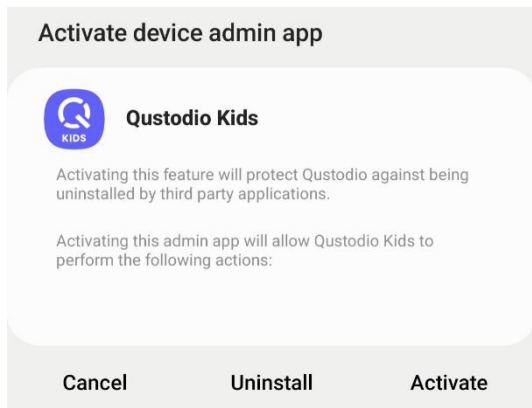 Activate device admin app
KIDS
Qustodio Kids
Activating this feature will protect Qustodio against being
uninstalled by third party applications.
Activating this admin app will allow Qustodio Kids to
perform the following actions:
Cancel Uninstall Activate